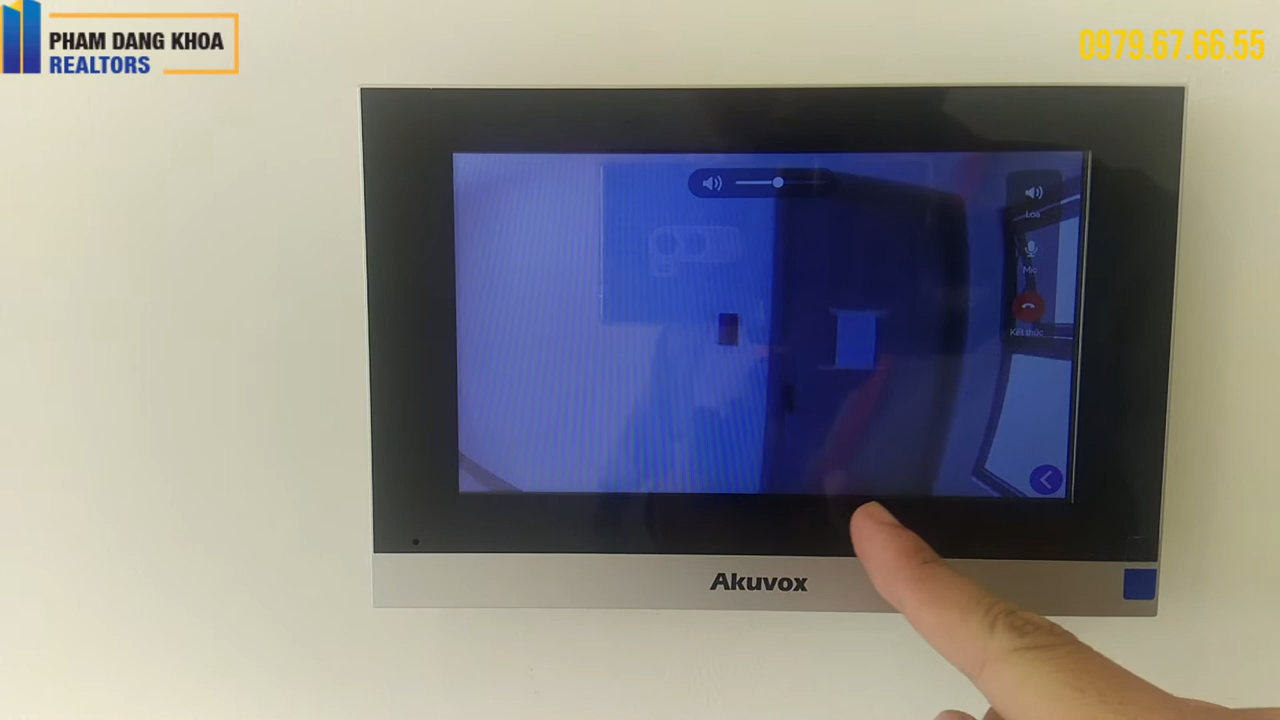 PHAM DANG KHOA
REALTORS
0979.67.66.55
Loa
Mic
Kết thúc
Akuvox